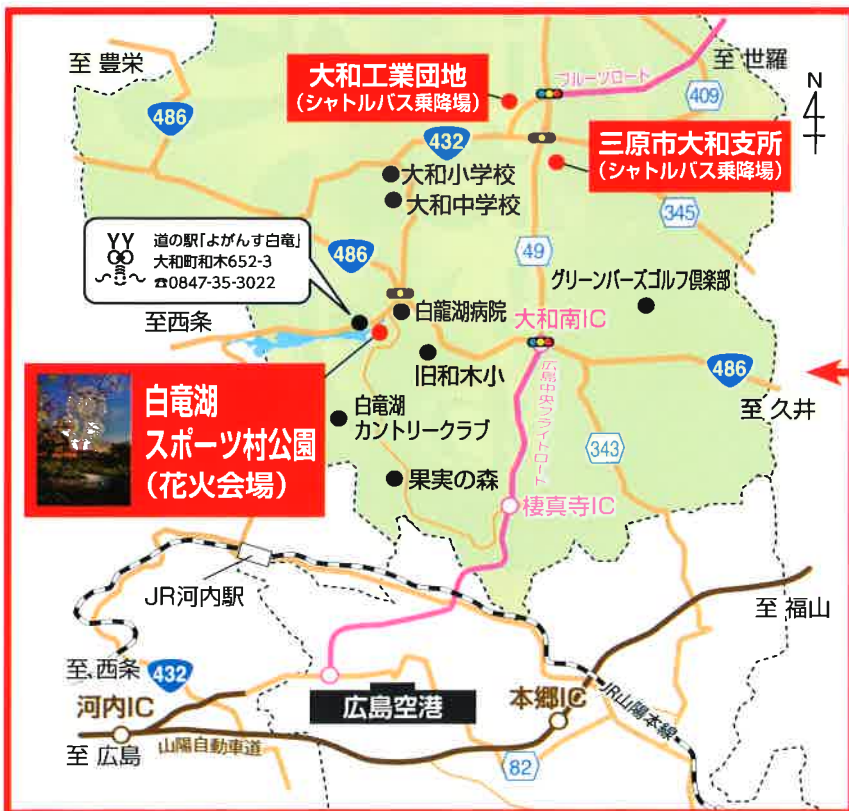 至 豊栄
大和工業団地
(シャトルバス乗降場)
フルーツロード
至 世羅
N
486
409
432
三原市大和支所
(シャトルバス乗降場)
大和小学校
大和中学校
345
道の駅「よがんす白竜」
大和町和木652-3
☎0847-35-3022
486
49
グリーンバーズゴルフ倶楽部
至西条
白龍湖病院
大和南IC
旧和木小
486
白竜湖
スポーツ村公園
(花火会場)
白竜湖
カントリークラブ
広島中央フライトロード
至 久井
343
果実の森
棲真寺IC
JR河内駅
至 福山
至 西条
432
河内IC
広島空港
本郷IC
JR山陽本線
至 広島
山陽自動車道
82